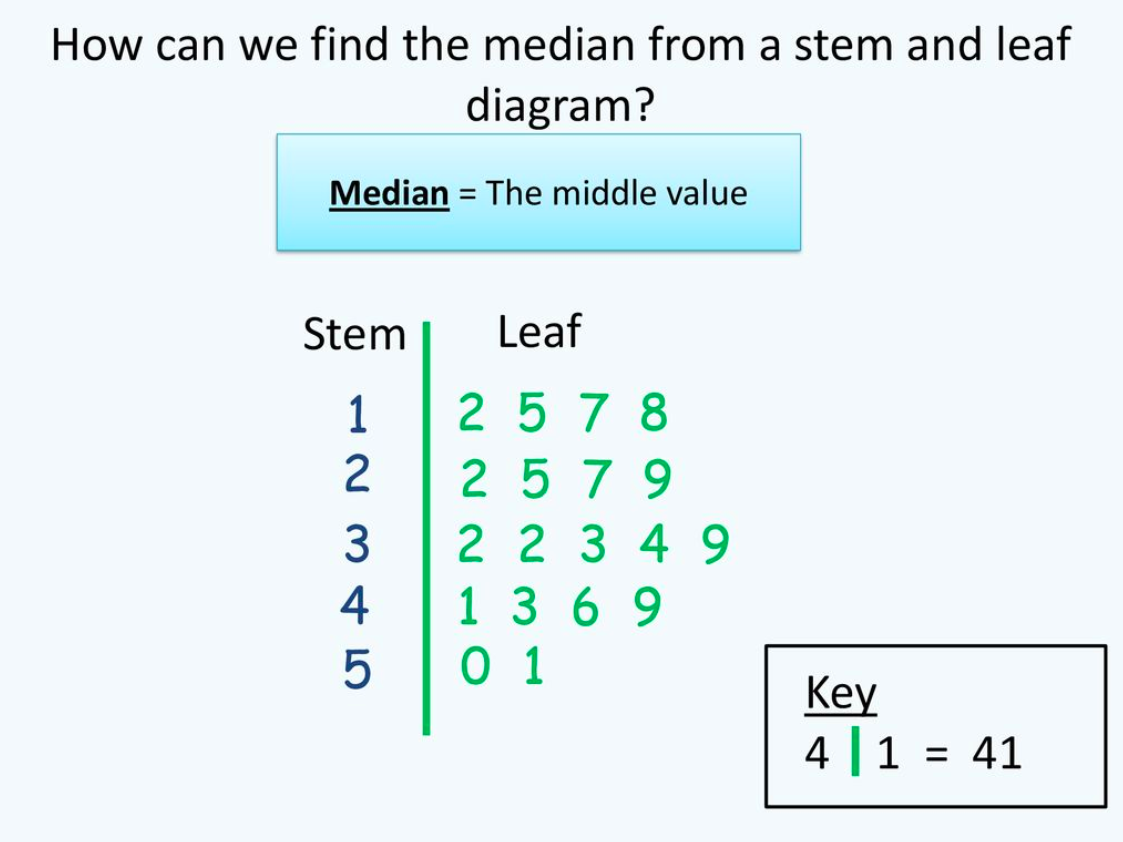 How can we find the median from a stem and leaf
diagram?
Median = The middle value
Stem Leaf
1 2 5 7 8
2 2 5 7 9
3 2 2 3 4 9
4 1 3 6 9
5 0 1
Key
4 | 1 = 41